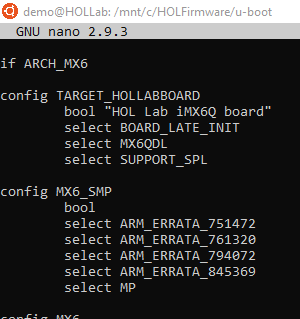 demo@HOLLab: /mnt/c/HOLFirmware/u-boot
GNU nano 2.9.3
if ARCH_MX6
config TARGET_HOLLABBOARD
bool "HOL Lab iMX6Q board"
select BOARD_LATE_INIT
select MX6QDL
select SUPPORT_SPL
config MX6_SMP
bool
select ARM_ERRATA_751472
select ARM_ERRATA_761320
select ARM_ERRATA_794072
select ARM_ERRATA_845369
select MP
config MX6